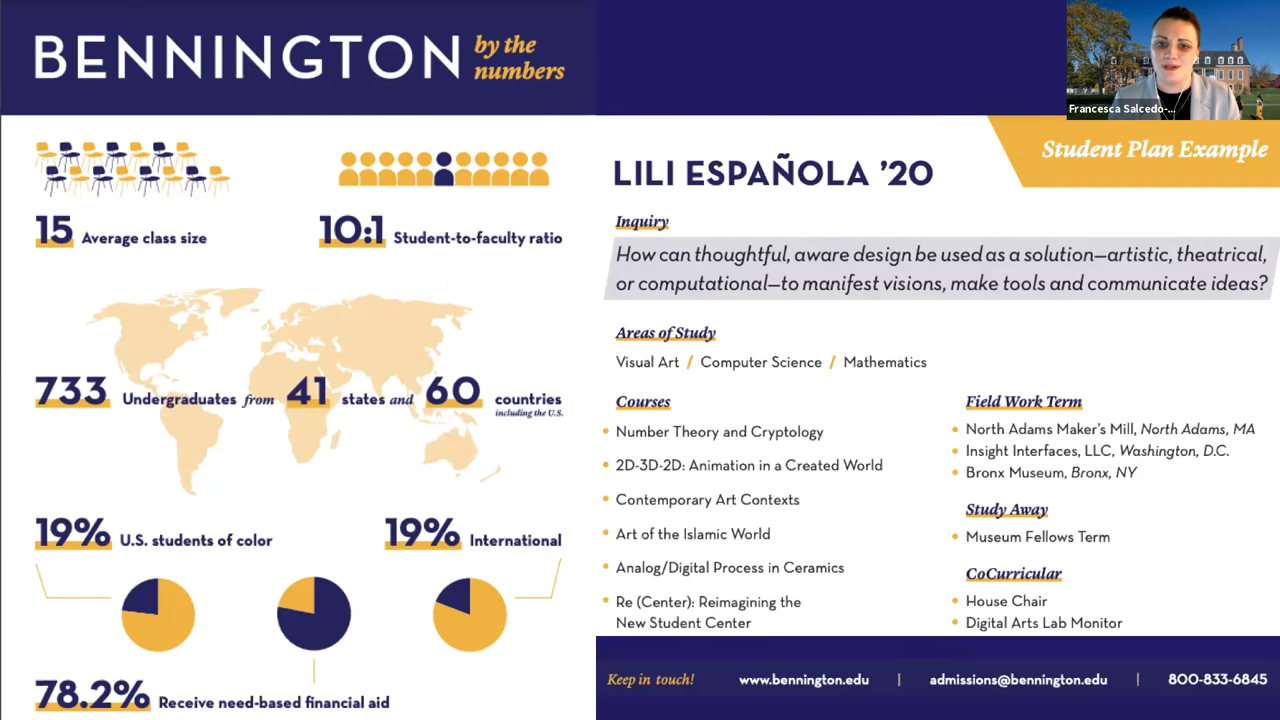 BENNINGTON by the numbers
15 Average class size
10:1 Student-to-faculty ratio
733 Undergraduates from 41 states and 60 countries
including the U.S.
19% U.S. students of color
19% International
78.2% Receive need-based financial aid
Francesca Salcedo-...
Student Plan Example
LILI ESPAÑOLA ’20
Inquiry
How can thoughtful, aware design be used as a solution—artistic, theatrical,
or computational—to manifest visions, make tools and communicate ideas?
Areas of Study
Visual Art / Computer Science / Mathematics
Courses
• Number Theory and Cryptology
• 2D-3D-2D: Animation in a Created World
• Contemporary Art Contexts
• Art of the Islamic World
• Analog/Digital Process in Ceramics
• Re (Center): Reimagining the
New Student Center
Field Work Term
• North Adams Maker’s Mill, North Adams, MA
• Insight Interfaces, LLC, Washington, D.C.
• Bronx Museum, Bronx, NY
Study Away
• Museum Fellows Term
CoCurricular
• House Chair
• Digital Arts Lab Monitor
Keep in touch! www.bennington.edu | admissions@bennington.edu | 800-833-6845